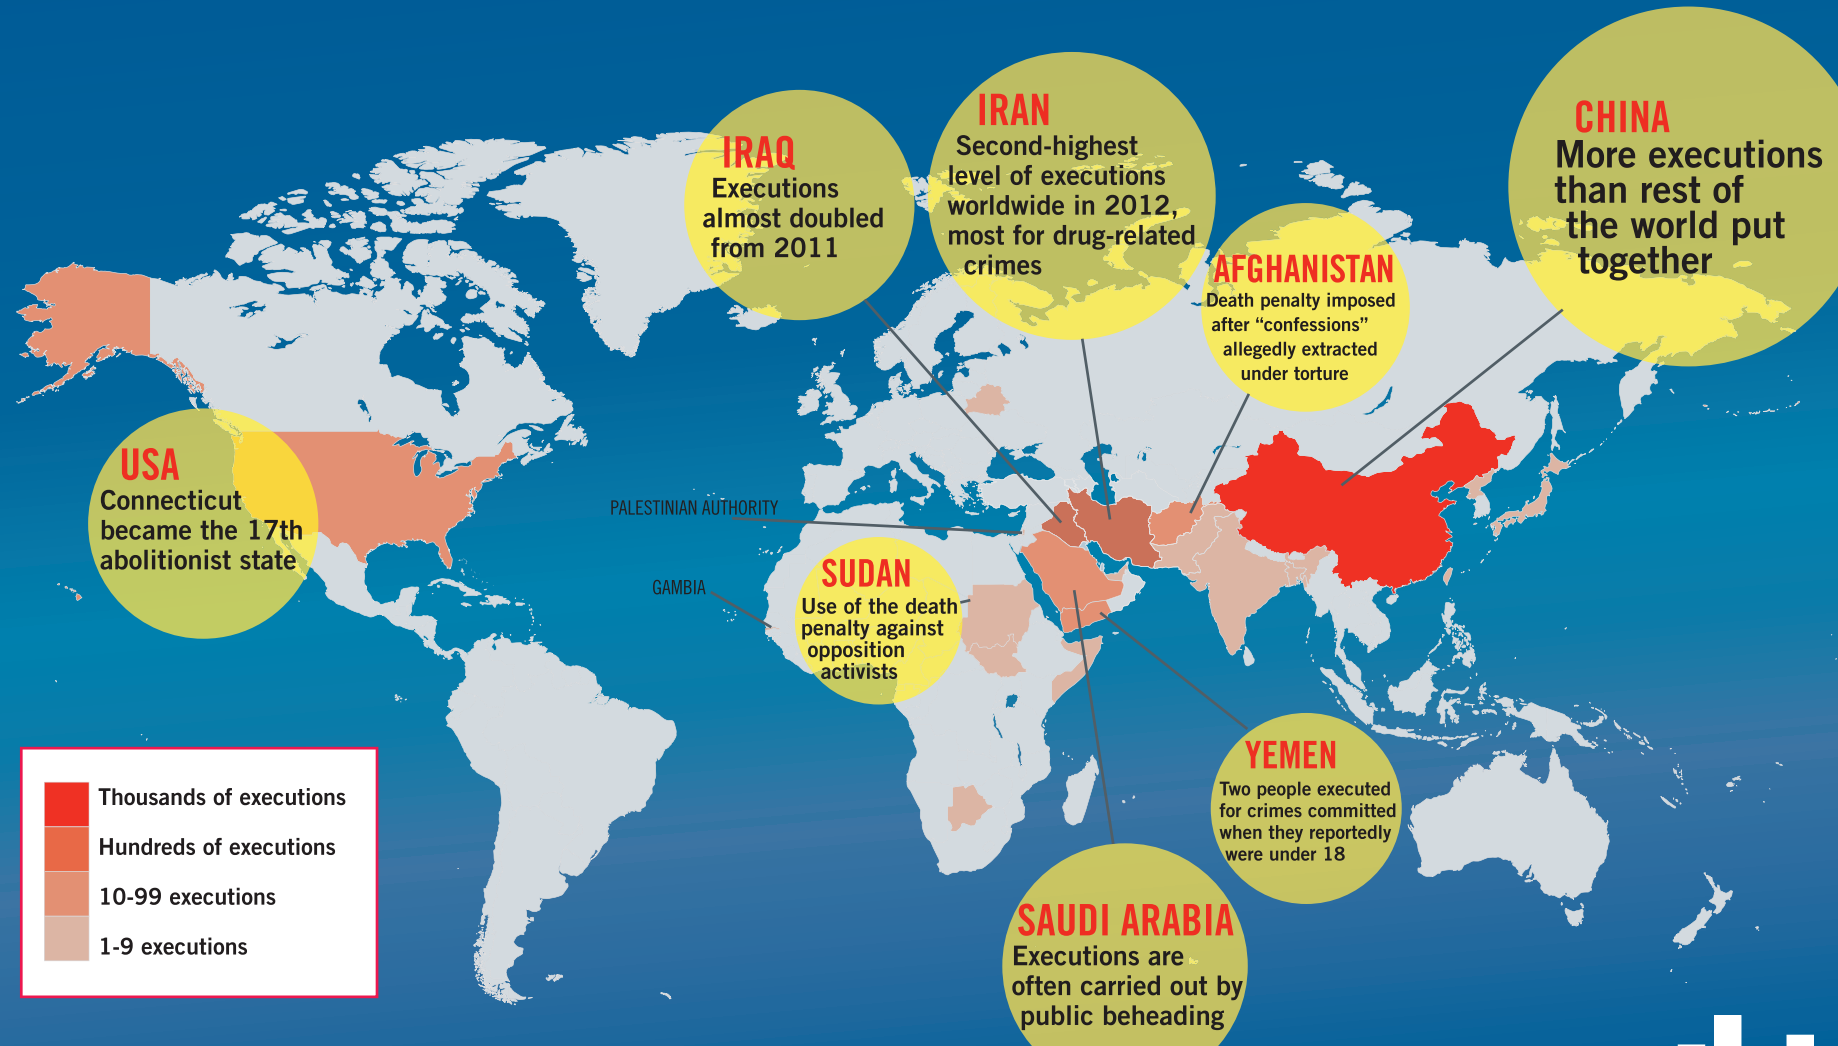 IRAQ
Executions
almost doubled
from 2011
IRAN
Second-highest
level of executions
worldwide in 2012,
most for drug-related
crimes
CHINA
More executions
than rest of
the world put
together
AFGHANISTAN
Death penalty imposed
after “confessions”
allegedly extracted
under torture
USA
Connecticut
became the 17th
abolitionist state
PALESTINIAN AUTHORITY
GAMBIA
SUDAN
Use of the death
penalty against
opposition
activists
YEMEN
Two people executed
for crimes committed
when they reportedly
were under 18
SAUDI ARABIA
Executions are
often carried out by
public beheading
Thousands of executions
Hundreds of executions
10-99 executions
1-9 executions